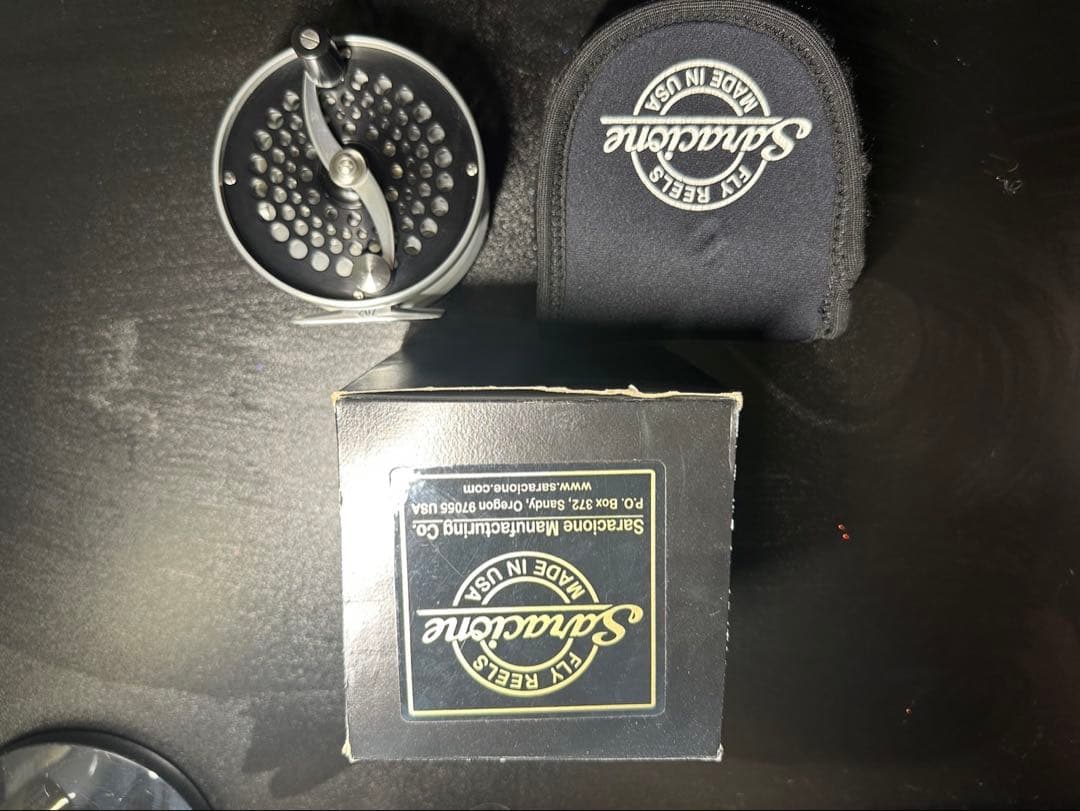 FLY REELS
Saracione
MADE IN USA
FLY REELS
Saracione
MADE IN USA
Saracione Manufacturing Co.
P.O. Box 372, Sandy, Oregon 97055 USA
www.saracione.com